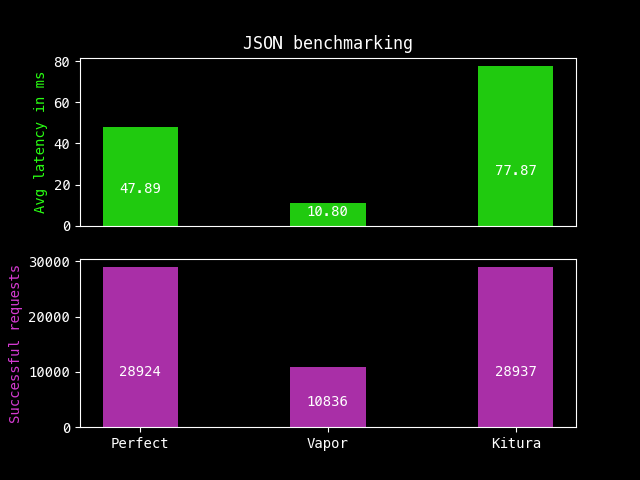 JSON benchmarking
Avg latency in ms
80
60
40
20
0
47.89
10.80
77.87
Successful requests
30000
20000
10000
0
28924
10836
28937
Perfect
Vapor
Kitura